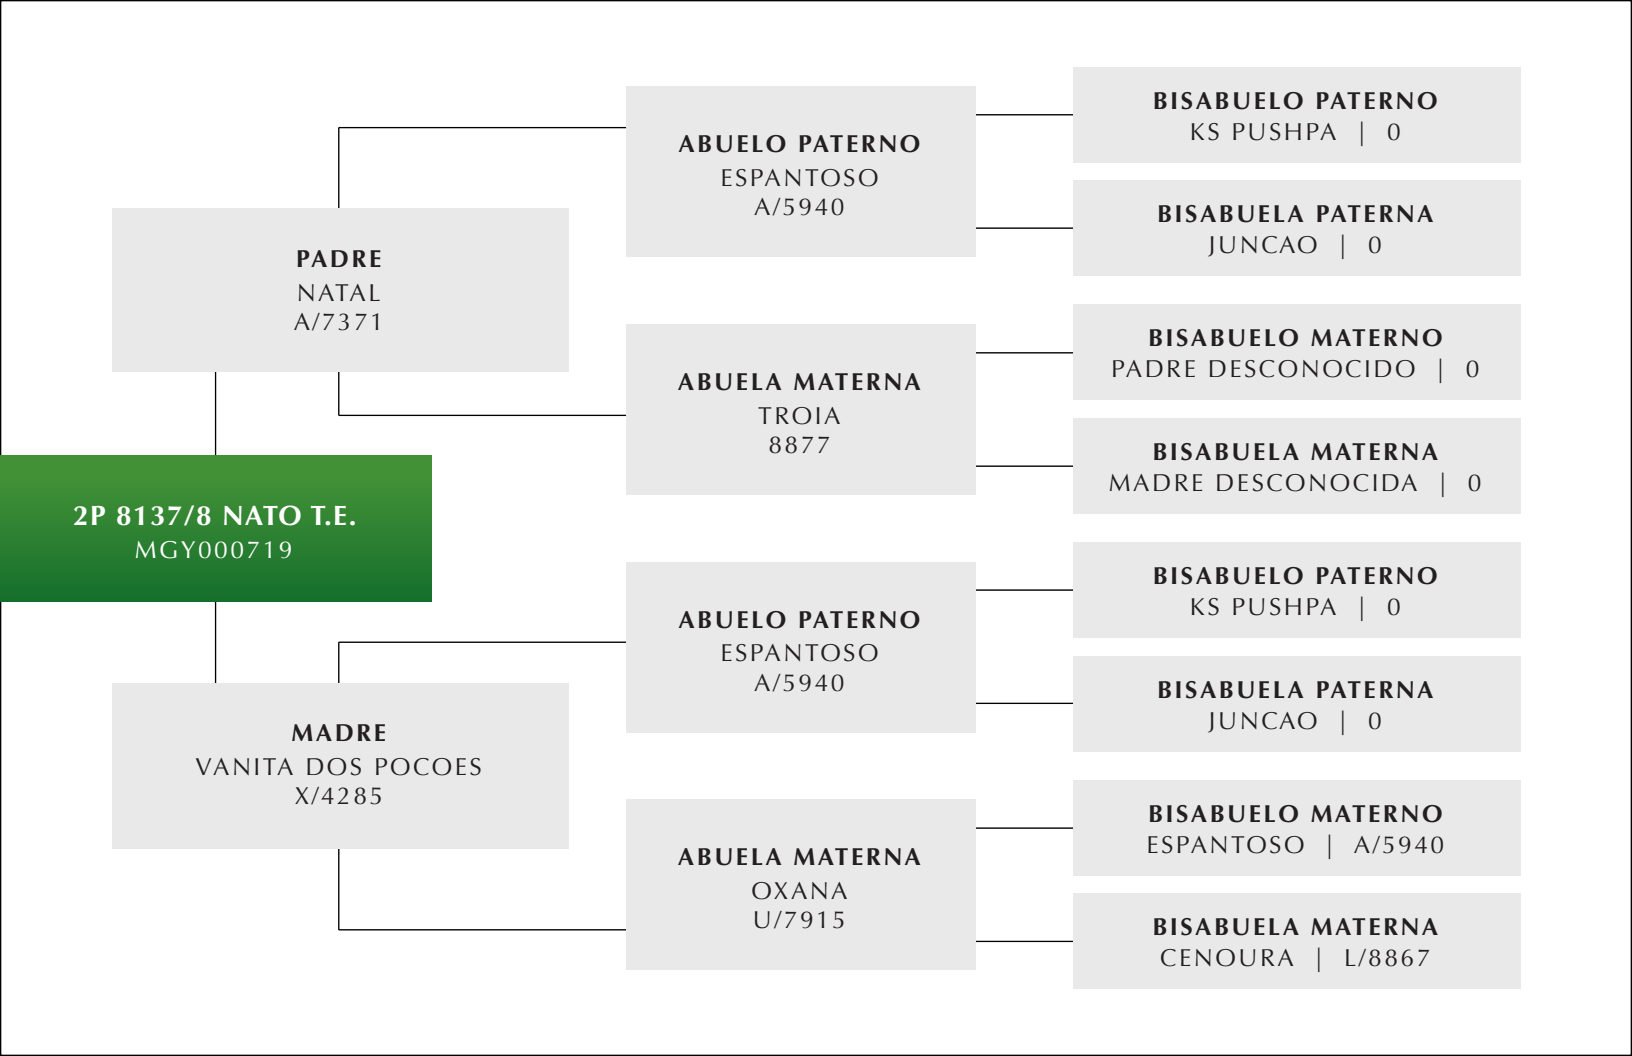 2P 8137/8 NATO T.E.
MGY000719
PADRE
NATAL
A/7371
MADRE
VANITA DOS POCOES
X/4285
ABUELO PATERNO
ESPANTOSO
A/5940
ABUELA MATERNA
TROIA
8877
ABUELO PATERNO
ESPANTOSO
A/5940
ABUELA MATERNA
OXANA
U/7915
BISABUELO PATERNO
KS PUSHPA | 0
BISABUELA PATERNA
JUNCAO | 0
BISABUELO MATERNO
PADRE DESCONOCIDO | 0
BISABUELA MATERNA
MADRE DESCONOCIDA | 0
BISABUELO PATERNO
KS PUSHPA | 0
BISABUELA PATERNA
JUNCAO | 0
BISABUELO MATERNO
ESPANTOSO | A/5940
BISABUELA MATERNA
CENOURA | L/8867